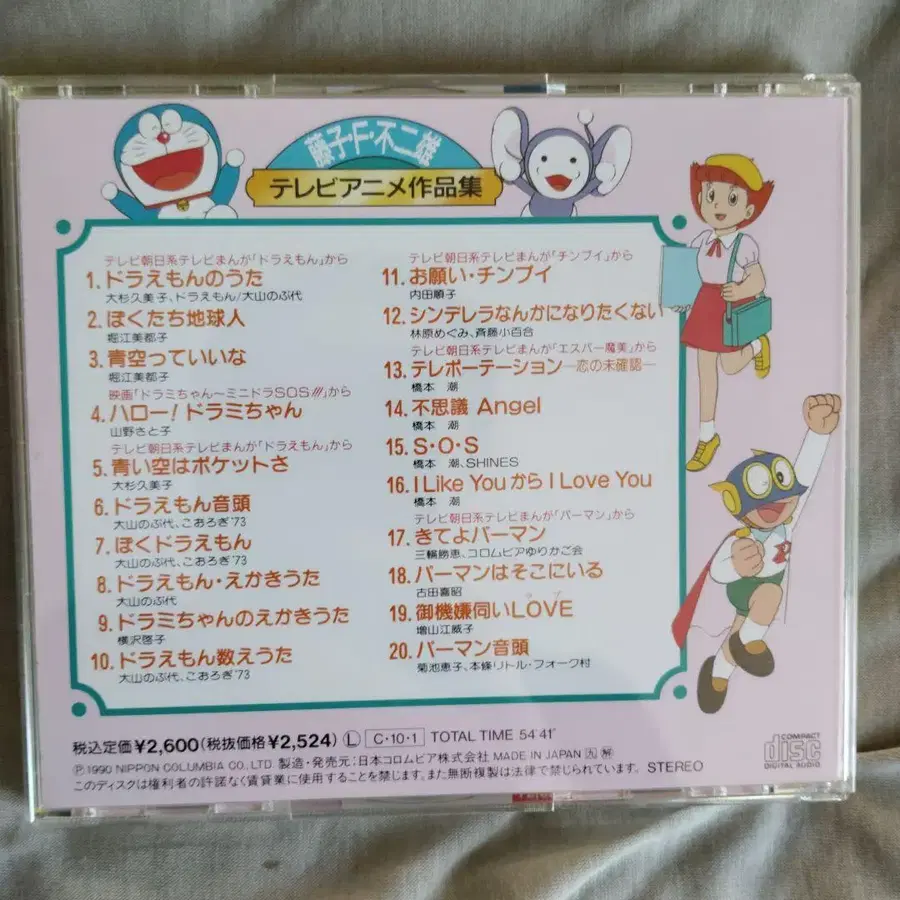 藤子・F・不二雄
テレビアニメ作品集
テレビ朝日系テレビまんが「ドラえもん」から
1. ドラえもんのうた
大杉久美子、ドラえもん/大山のぶ代
2. ぼくたち地球人
堀江美都子
3. 青空っていいな
堀江美都子
映画「ドラミちゃん〜ミニドラSOS!!!」から
4. ハロー! ドラミちゃん
山野さと子
テレビ朝日系テレビまんが「ドラえもん」から
5. 青い空はポケットさ
大杉久美子
6. ドラえもん音頭
大山のぶ代、こおろぎ'73
7. ぼくドラえもん
大山のぶ代、こおろぎ'73
8. ドラえもん・えかきうた
大山のぶ代
9. ドラミちゃんのえかきうた
横沢啓子
10. ドラえもん数えうた
大山のぶ代、こおろぎ'73
テレビ朝日系テレビまんが「チンプイ」から
11. お願い・チンプイ
内田順子
12. シンデレラなんかになりたくない
林原めぐみ、斉藤小百合
テレビ朝日系テレビまんが「エスパー魔美」から
13. テレポーテーション―恋の未確認―
橋本 潮
14. 不思議 Angel
橋本 潮
15. S・O・S
橋本 潮、SHINES
16. I Like You から I Love You
橋本 潮
テレビ朝日系テレビまんが「パーマン」から
17. きてよパーマン
三輪勝恵、コロムビアゆりかご会
18. パーマンはそこにいる
古田喜昭
19. 御機嫌伺いLOVE
増山江威子
20. パーマン音頭
菊池恵子、本條リトル・フォーク村
税込定価¥2,600(税抜価格¥2,524) Ⓛ C・10・1 TOTAL TIME 54′41″
Ⓟ1990 NIPPON COLUMBIA CO., LTD. 製造・発売元:日本コロムビア株式会社 MADE IN JAPAN
このディスクは権利者の許諾なく賃貸業に使用することを禁じます。また無断複製は法律で禁じられています。 STEREO
COMPACT
disc
DIGITAL AUDIO